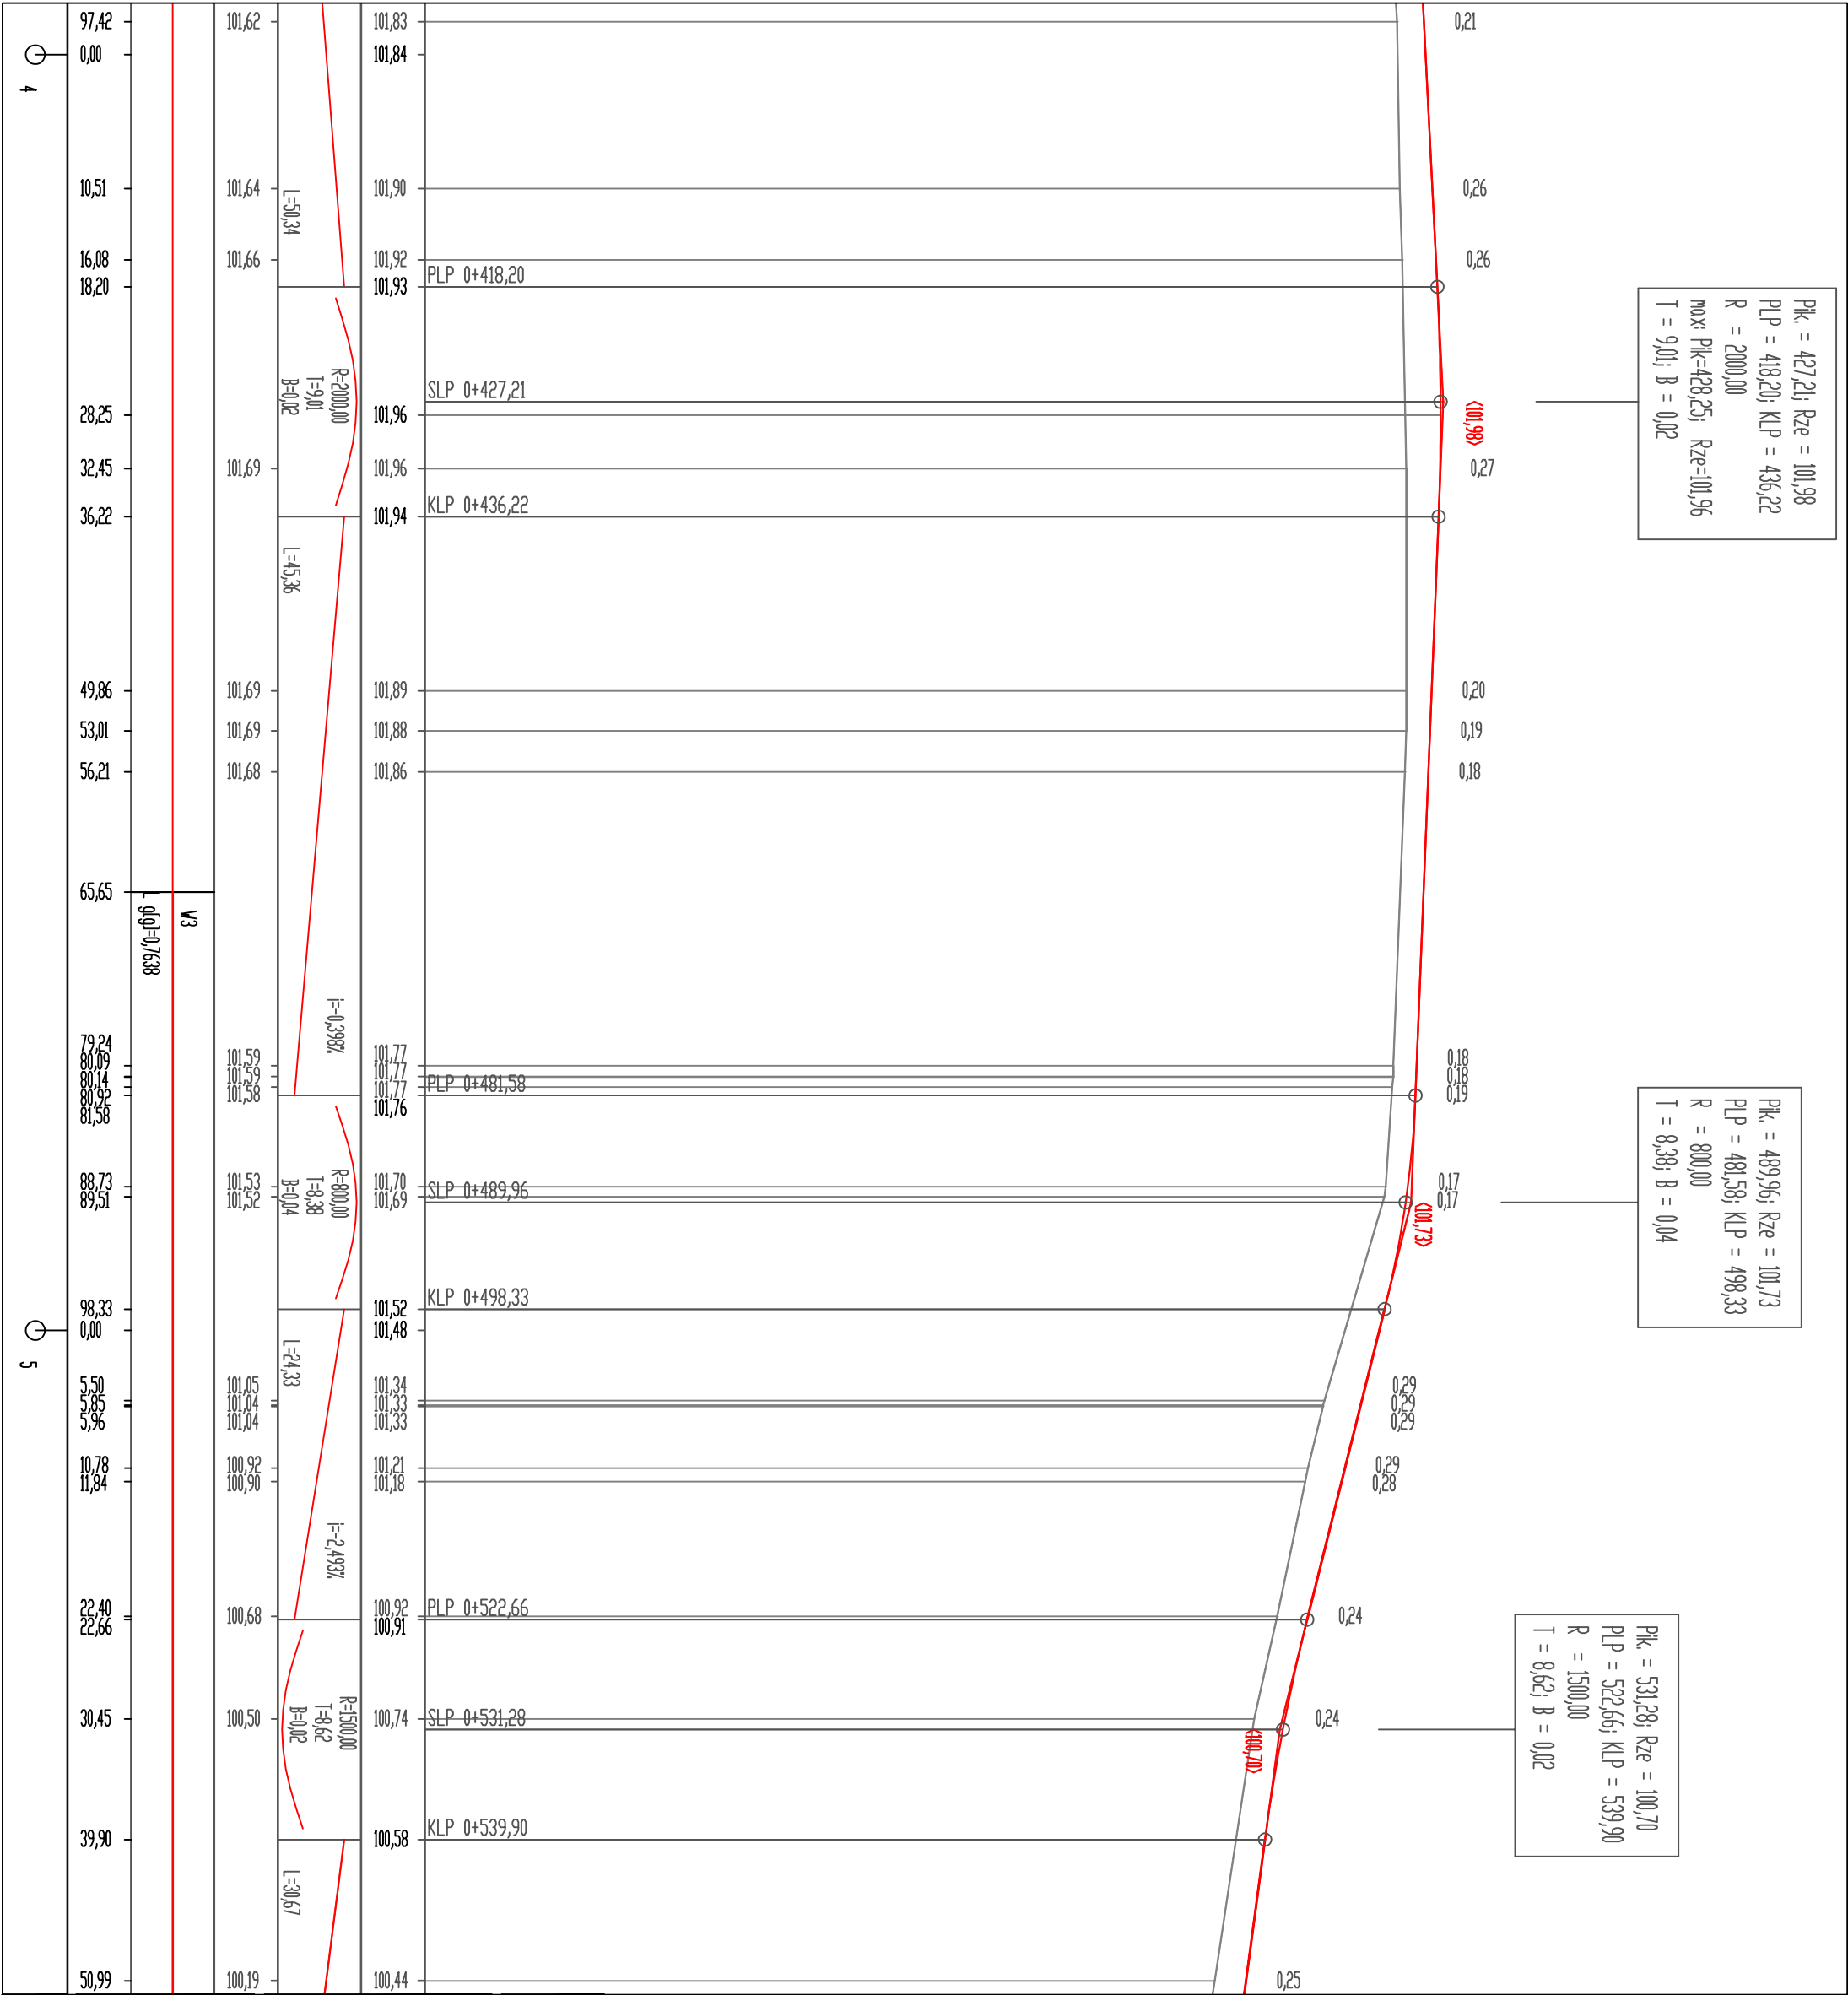 97,42 101,62 101,83 0,21
0,00 101,84
4
10,51 101,64 101,90 0,26
L=50,34
16,08 101,66 101,92 0,26
PLP 0+418,20
18,20 101,93
Pik. = 427,21; Rze = 101,98
PLP = 418,20; KLP = 436,22
R = 2000,00
max: Pik=428,25; Rze=101,96
T = 9,01; B = 0,02
R=2000,00
T=9,01
B=0,02
SLP 0+427,21
<101,98>
28,25 101,96
32,45 101,69 101,96 0,27
KLP 0+436,22
36,22 101,94
L=45,36
49,86 101,69 101,89 0,20
53,01 101,69 101,88 0,19
56,21 101,68 101,86 0,18
65,65
W3
g[g]=0,7638
i=-0,398%
79,24 101,59 101,77 0,18
80,09 101,59 101,77 0,18
80,14 101,58 101,77 0,19
PLP 0+481,58
80,92 101,76
81,58
Pik. = 489,96; Rze = 101,73
PLP = 481,58; KLP = 498,33
R = 800,00
T = 8,38; B = 0,04
R=800,00
T=8,38
B=0,04
88,73 101,53 101,70 0,17
89,51 101,52 101,69 0,17
SLP 0+489,96
<101,73>
KLP 0+498,33
98,33 101,52
0,00 101,48
5
L=24,33
5,50 101,05 101,34 0,29
5,85 101,04 101,33 0,29
5,96 101,04 101,33 0,29
10,78 100,92 101,21 0,29
11,84 100,90 101,18 0,28
i=-2,493%
22,40 100,68 100,92 0,24
PLP 0+522,66
22,66 100,91
Pik. = 531,28; Rze = 100,70
PLP = 522,66; KLP = 539,90
R = 1500,00
T = 8,62; B = 0,02
R=1500,00
T=8,62
B=0,02
30,45 100,50 100,74 0,24
SLP 0+531,28
<100,70>
KLP 0+539,90
39,90 100,58
L=30,67
50,99 100,19 100,44 0,25